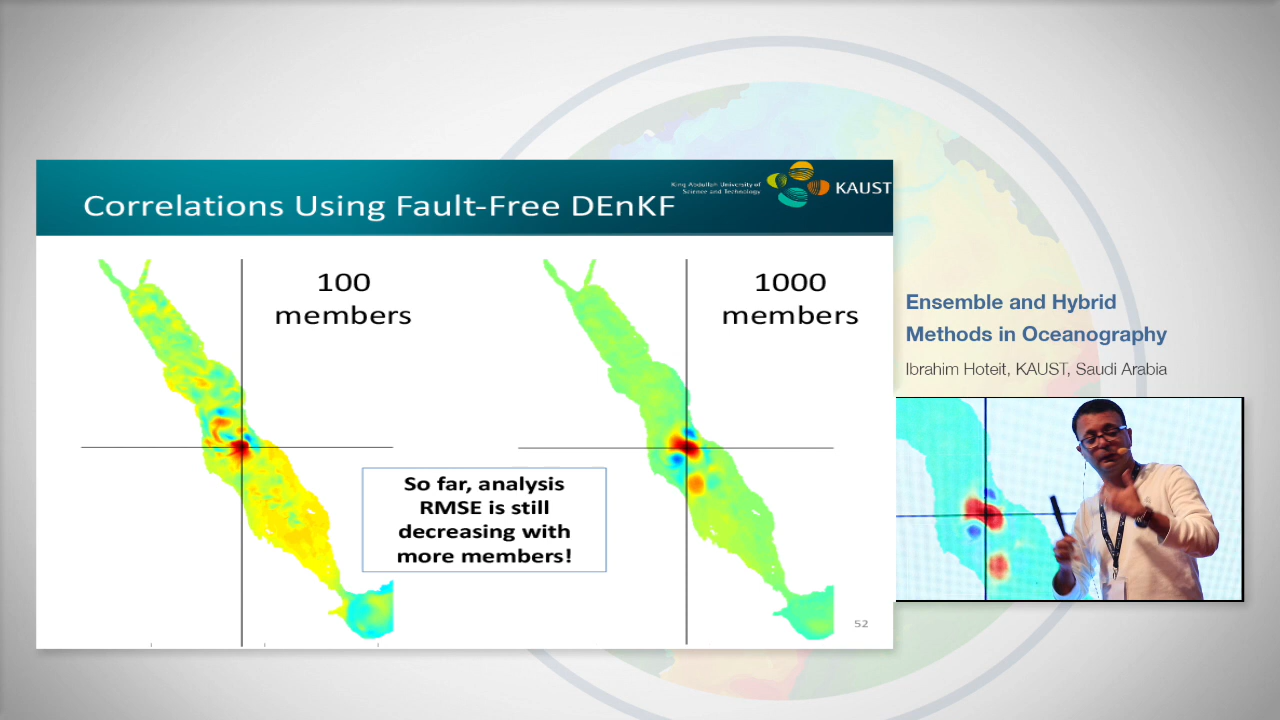 King Abdullah University of
Science and Technology
KAUST
Correlations Using Fault-Free DEnKF
100
members
1000
members
So far, analysis
RMSE is still
decreasing with
more members!
52
Ensemble and Hybrid
Methods in Oceanography
Ibrahim Hoteit, KAUST, Saudi Arabia